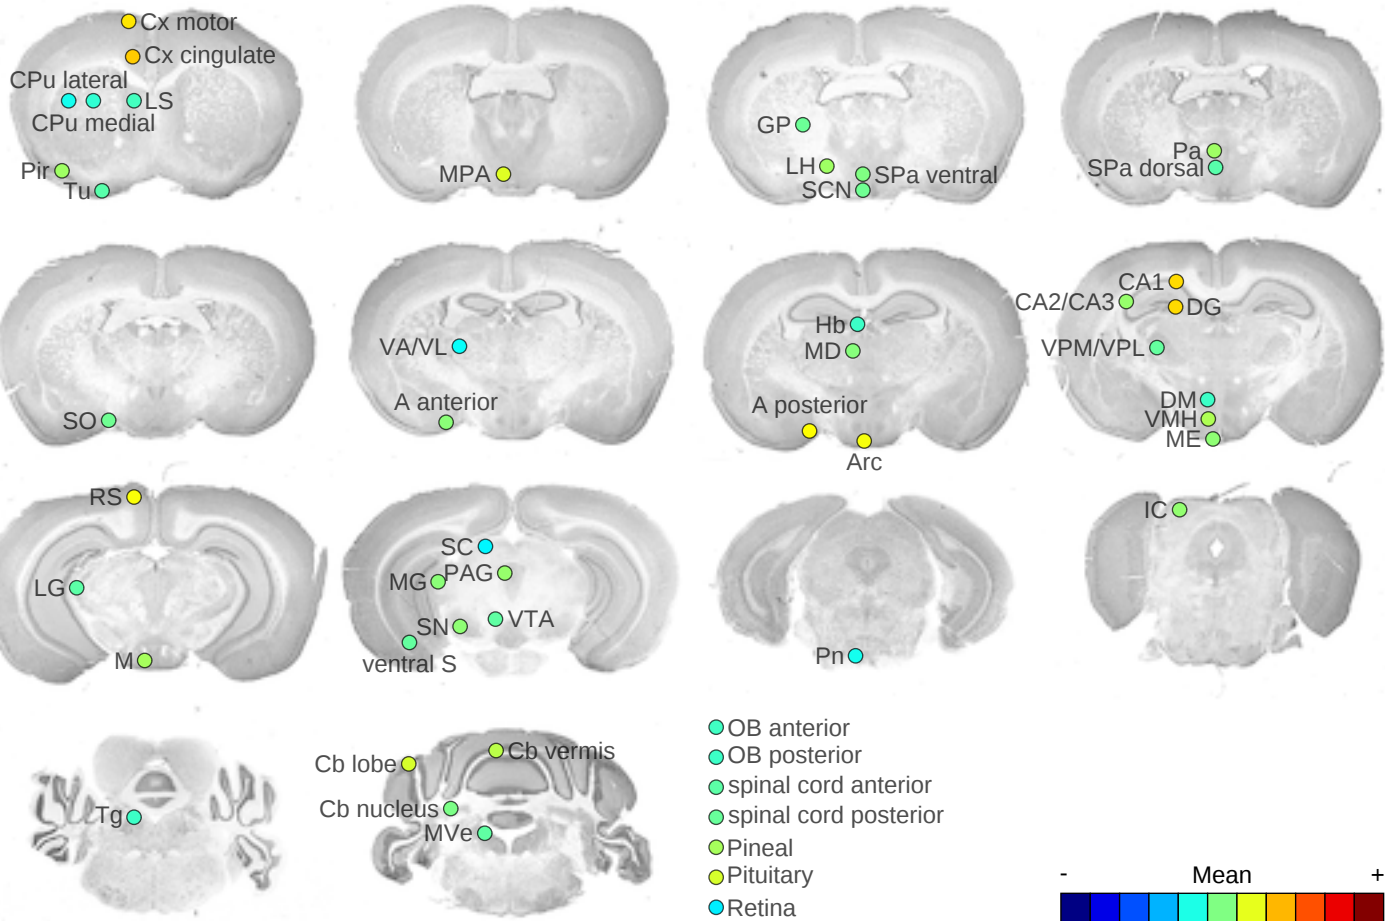 Cx motor
Cx cingulate
CPu lateral
LS
CPu medial
Pir
Tu
MPA
GP
LH
SPa ventral
SCN
Pa
SPa dorsal
SO
VA/VL
A anterior
Hb
MD
A posterior
Arc
CA1
CA2/CA3
DG
VPM/VPL
DM
VMH
ME
RS
LG
M
SC
MG
PAG
SN
VTA
ventral S
Pn
IC
Tg
Cb lobe
Cb vermis
Cb nucleus
MVe
OB anterior
OB posterior
spinal cord anterior
spinal cord posterior
Pineal
Pituitary
Retina
- Mean +